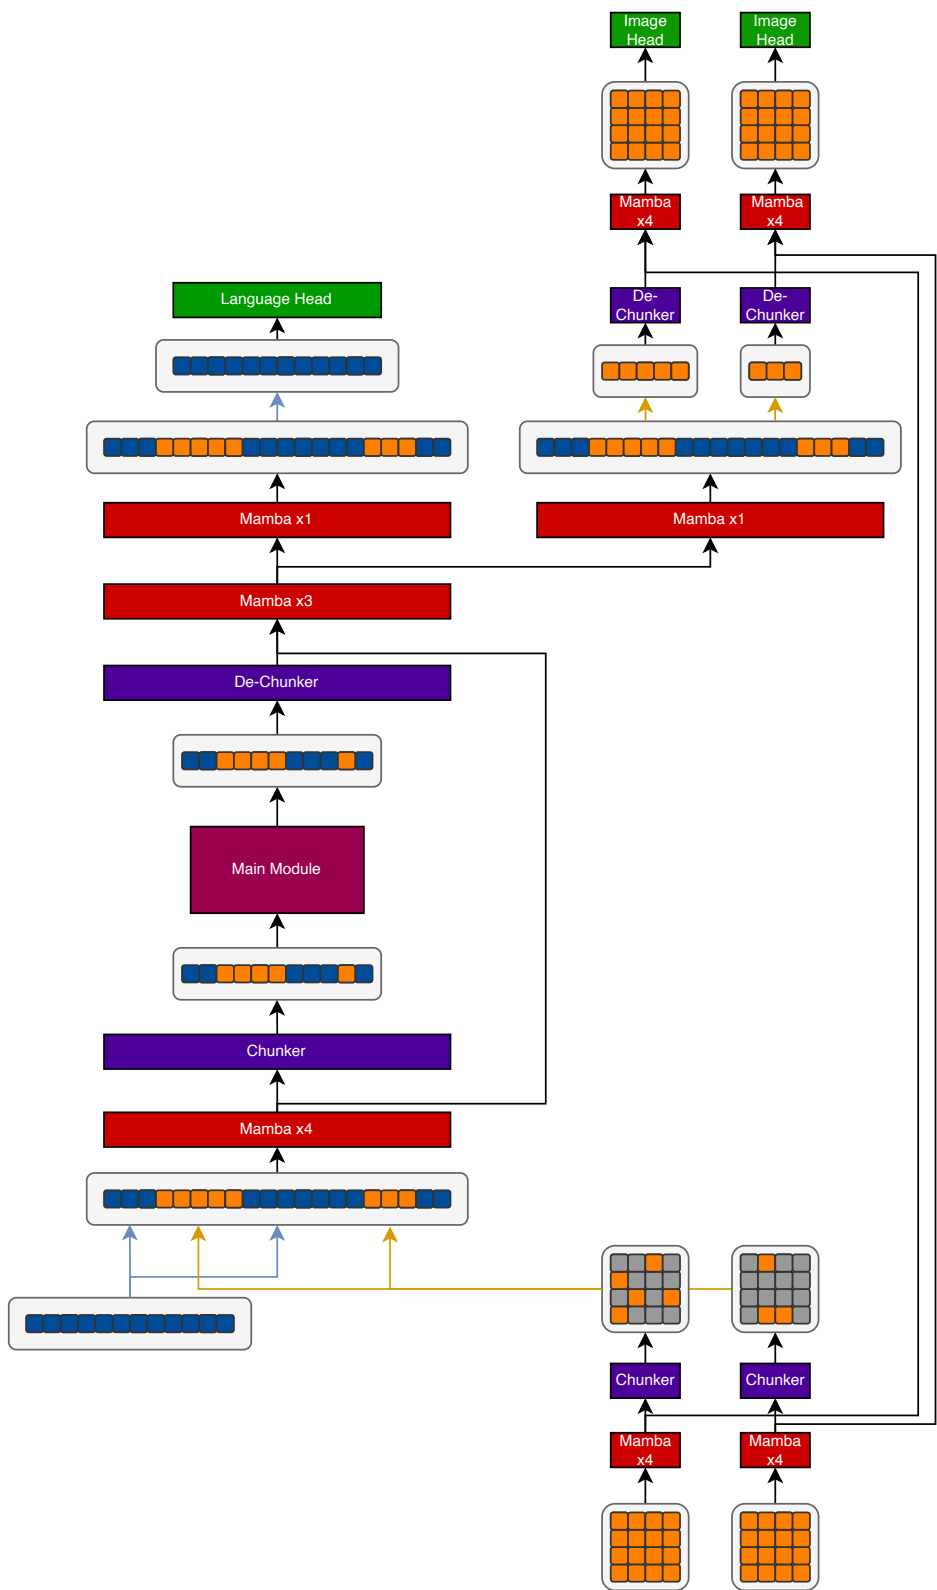 Image
Head
Image
Head
Mamba
x4
Mamba
x4
Language Head
De-
Chunker
De-
Chunker
Mamba x1
Mamba x1
Mamba x3
De-Chunker
Main Module
Chunker
Mamba x4
Chunker
Chunker
Mamba
x4
Mamba
x4